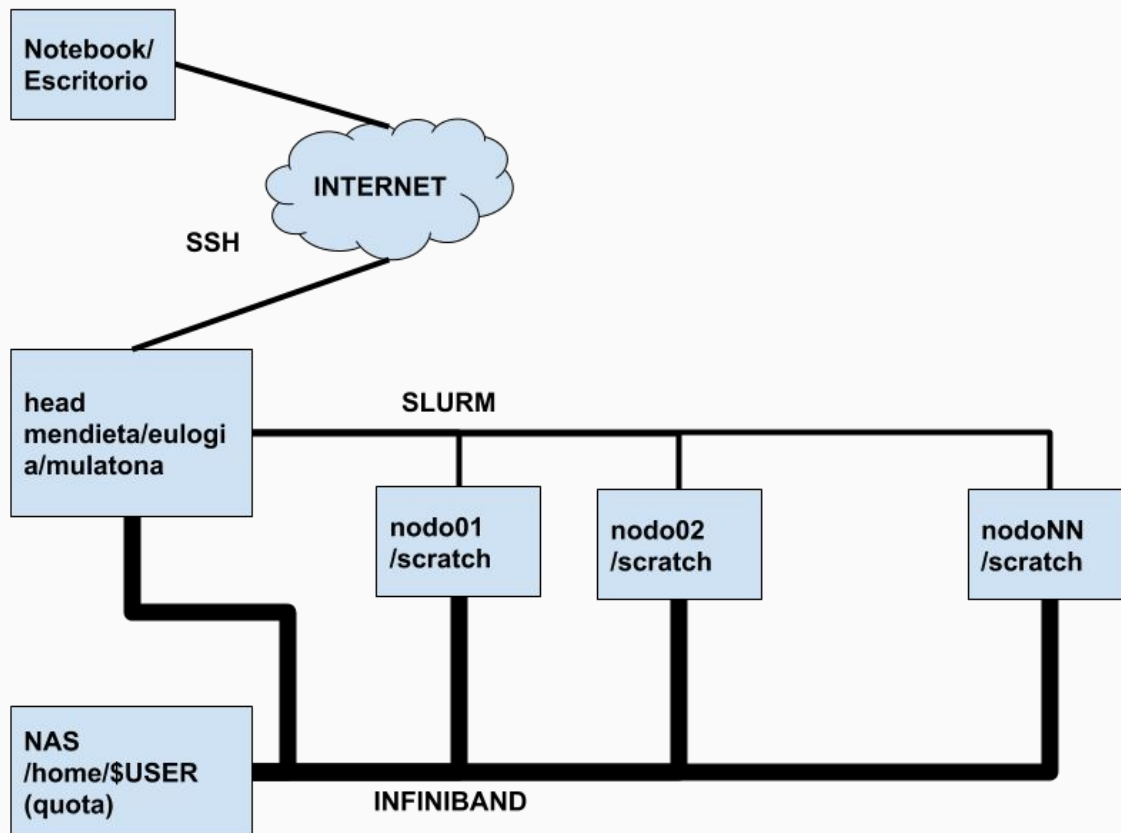 Notebook/
Escritorio
INTERNET
SSH
head
mendieta/eulogi
a/mulatona
SLURM
nodo01
/scratch
nodo02
/scratch
nodoNN
/scratch
NAS
/home/$USER
(quota)
INFINIBAND